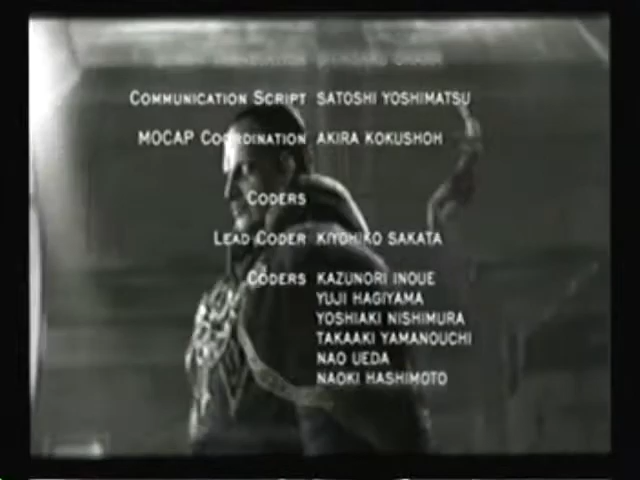 COMMUNICATION SCRIPT SATOSHI YOSHIMATSU
MOCAP COORDINATION AKIRA KOKUSHOH
CODERS
LEAD CODER KIYOHIKO SAKATA
CODERS KAZUNORI INOUE
YUJI HAGIYAMA
YOSHIAKI NISHIMURA
TAKAAKI YAMANOUCHI
NAO UEDA
NAOKI HASHIMOTO